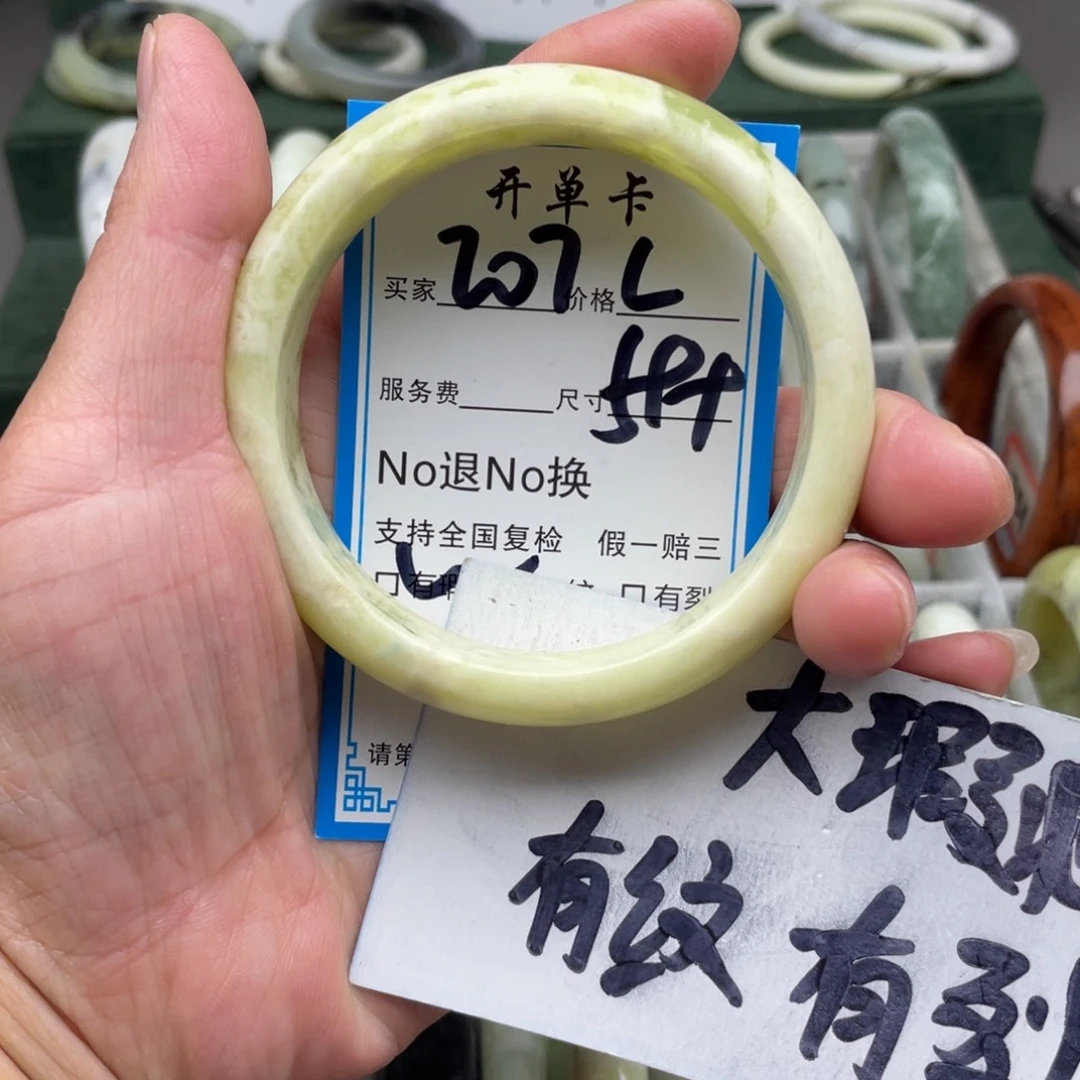 开单卡
买家 价格 L
服务费 尺寸
No退No换
支持全国复检 假一赔三
口有瑕 纹 口有裂
请第
大瑕疵
有纹 有裂